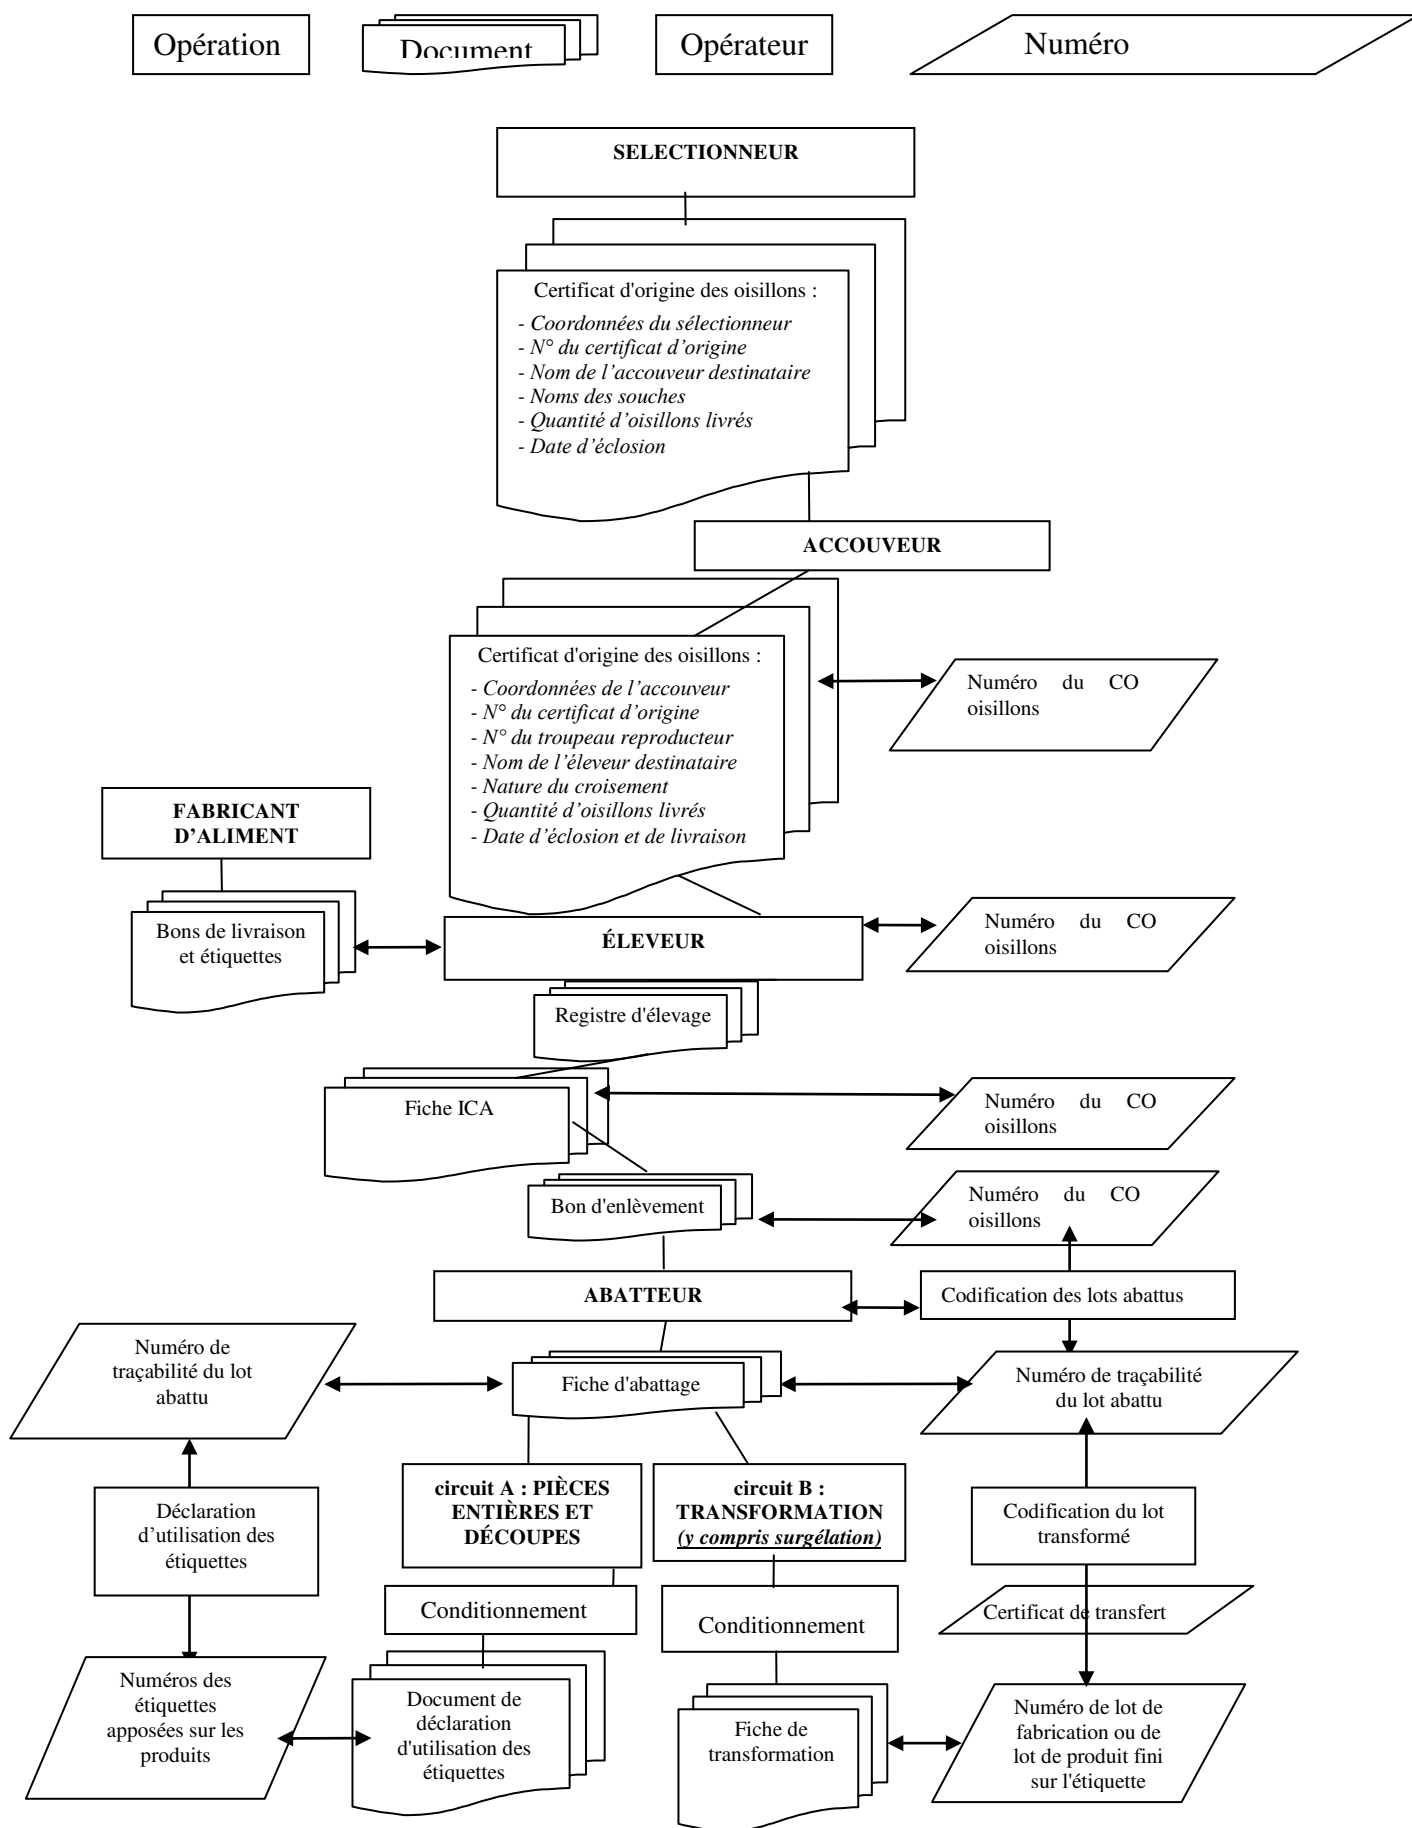 Opération
Document
Opérateur
Numéro
SELECTIONNEUR
Certificat d'origine des oisillons :
- Coordonnées du sélectionneur
- N° du certificat d’origine
- Nom de l’accouveur destinataire
- Noms des souches
- Quantité d’oisillons livrés
- Date d’éclosion
ACCOUVEUR
Certificat d'origine des oisillons :
- Coordonnées de l’accouveur
- N° du certificat d’origine
- N° du troupeau reproducteur
- Nom de l’éleveur destinataire
- Nature du croisement
- Quantité d’oisillons livrés
- Date d’éclosion et de livraison
Numéro du CO
oisillons
FABRICANT
D’ALIMENT
Bons de livraison
et étiquettes
ÉLEVEUR
Numéro du CO
oisillons
Registre d'élevage
Fiche ICA
Numéro du CO
oisillons
Bon d'enlèvement
Numéro du CO
oisillons
ABATTEUR
Codification des lots abattus
Numéro de
traçabilité du lot
abattu
Fiche d'abattage
Numéro de traçabilité
du lot abattu
Déclaration
d’utilisation des
étiquettes
circuit A : PIÈCES
ENTIÈRES ET
DÉCOUPES
circuit B :
TRANSFORMATION
(y compris surgélation)
Codification du lot
transformé
Conditionnement
Conditionnement
Certificat de transfert
Numéros des
étiquettes
apposées sur les
produits
Document de
déclaration
d'utilisation des
étiquettes
Fiche de
transformation
Numéro de lot de
fabrication ou de
lot de produit fini
sur l'étiquette